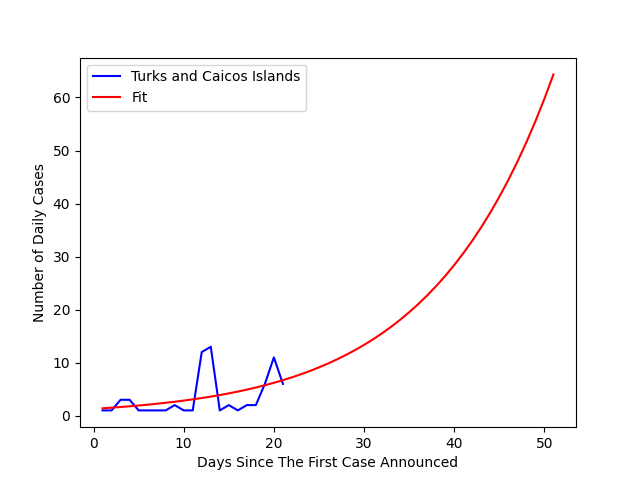 Turks and Caicos Islands
Fit
Number of Daily Cases
60
50
40
30
20
10
0
0 10 20 30 40 50
Days Since The First Case Announced